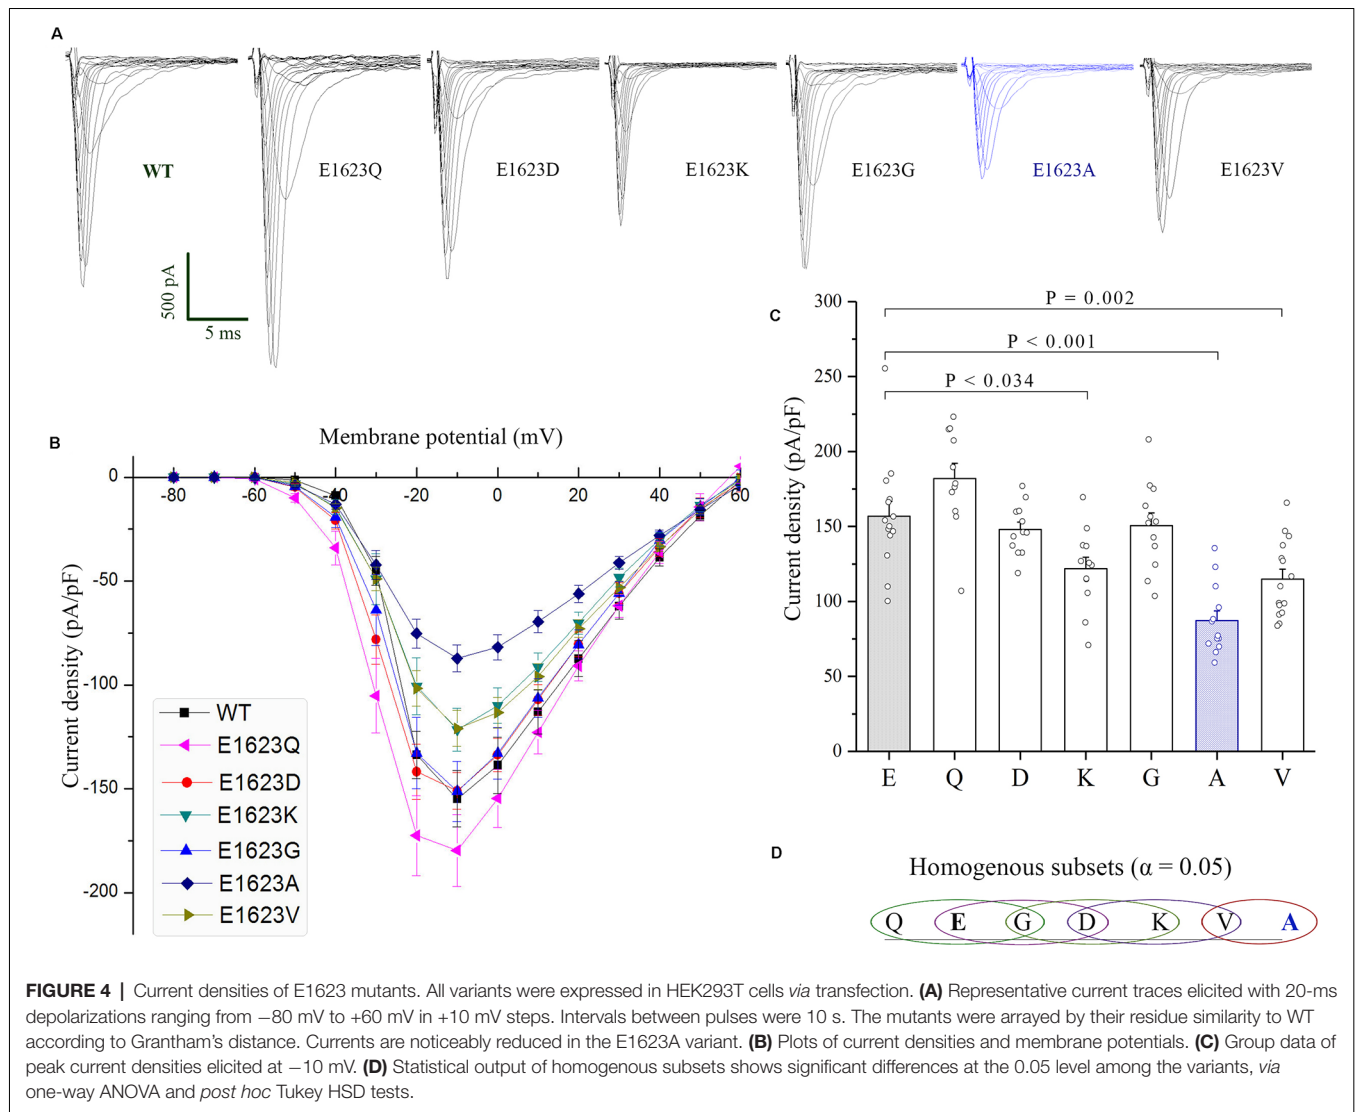 A
WT
E1623Q
E1623D
E1623K
E1623G
E1623A
E1623V
500 pA
5 ms
B
Membrane potential (mV)
Current density (pA/pF)
0
-50
-100
-150
-200
-80
-60
-40
-20
0
20
40
60
WT
E1623Q
E1623D
E1623K
E1623G
E1623A
E1623V
C
P = 0.002
P < 0.001
P < 0.034
Current density (pA/pF)
300
250
200
150
100
50
0
E Q D K G A V
D
Homogenous subsets (α = 0.05)
Q E G D K V A
FIGURE 4 | Current densities of E1623 mutants. All variants were expressed in HEK293T cells via transfection. (A) Representative current traces elicited with 20-ms
depolarizations ranging from −80 mV to +60 mV in +10 mV steps. Intervals between pulses were 10 s. The mutants were arrayed by their residue similarity to WT
according to Grantham's distance. Currents are noticeably reduced in the E1623A variant. (B) Plots of current densities and membrane potentials. (C) Group data of
peak current densities elicited at −10 mV. (D) Statistical output of homogenous subsets shows significant differences at the 0.05 level among the variants, via
one-way ANOVA and post hoc Tukey HSD tests.